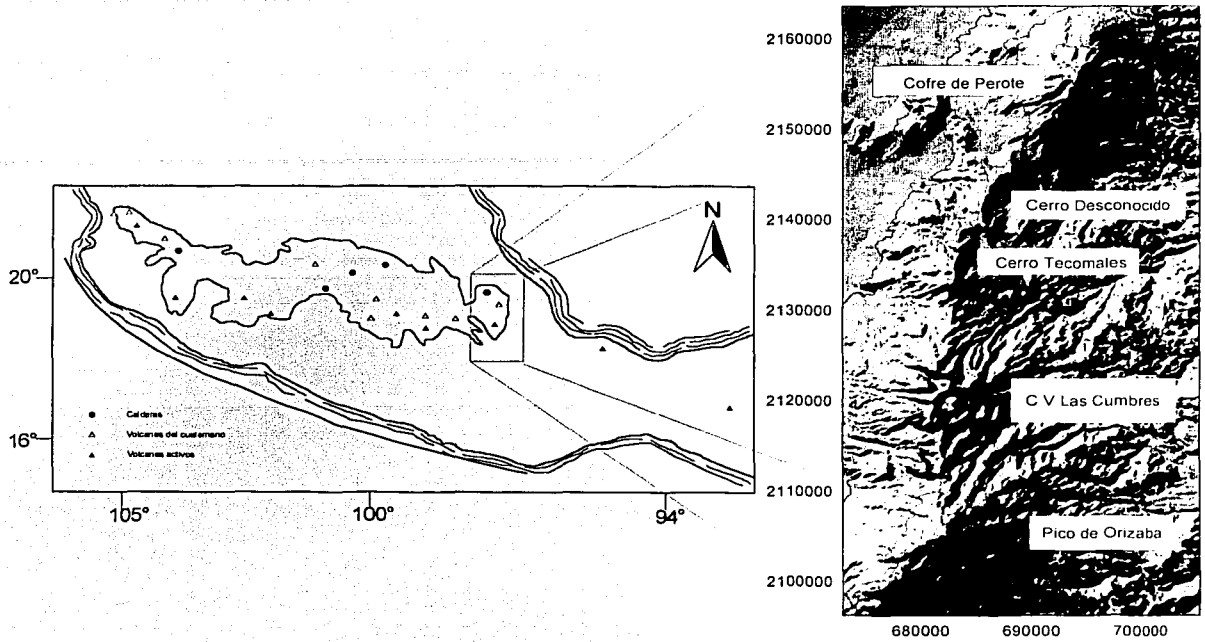 N
20°
16°
Calderas
Volcanes del cuaternario
Volcanes activos
105°
100°
94°
2160000
2150000
2140000
2130000
2120000
2110000
2100000
Cofre de Perote
Cerro Desconocido
Cerro Tecomales
C V Las Cumbres
Pico de Orizaba
680000
690000
700000